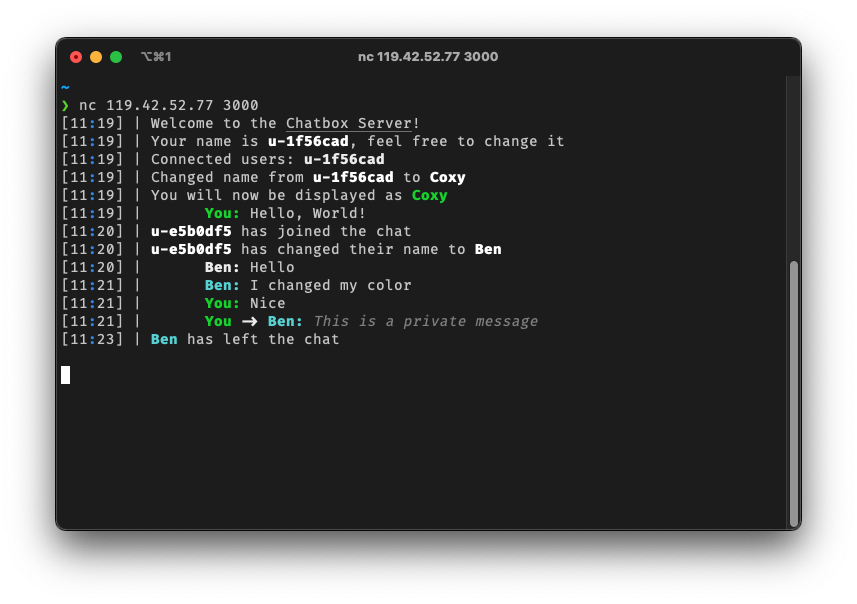 ⌥⌘1 nc 119.42.52.77 3000
~
❯ nc 119.42.52.77 3000
[11:19] | Welcome to the Chatbox Server!
[11:19] | Your name is u-1f56cad, feel free to change it
[11:19] | Connected users: u-1f56cad
[11:19] | Changed name from u-1f56cad to Coxy
[11:19] | You will now be displayed as Coxy
[11:19] | You: Hello, World!
[11:20] | u-e5b0df5 has joined the chat
[11:20] | u-e5b0df5 has changed their name to Ben
[11:20] | Ben: Hello
[11:21] | Ben: I changed my color
[11:21] | You: Nice
[11:21] | You → Ben: This is a private message
[11:23] | Ben has left the chat